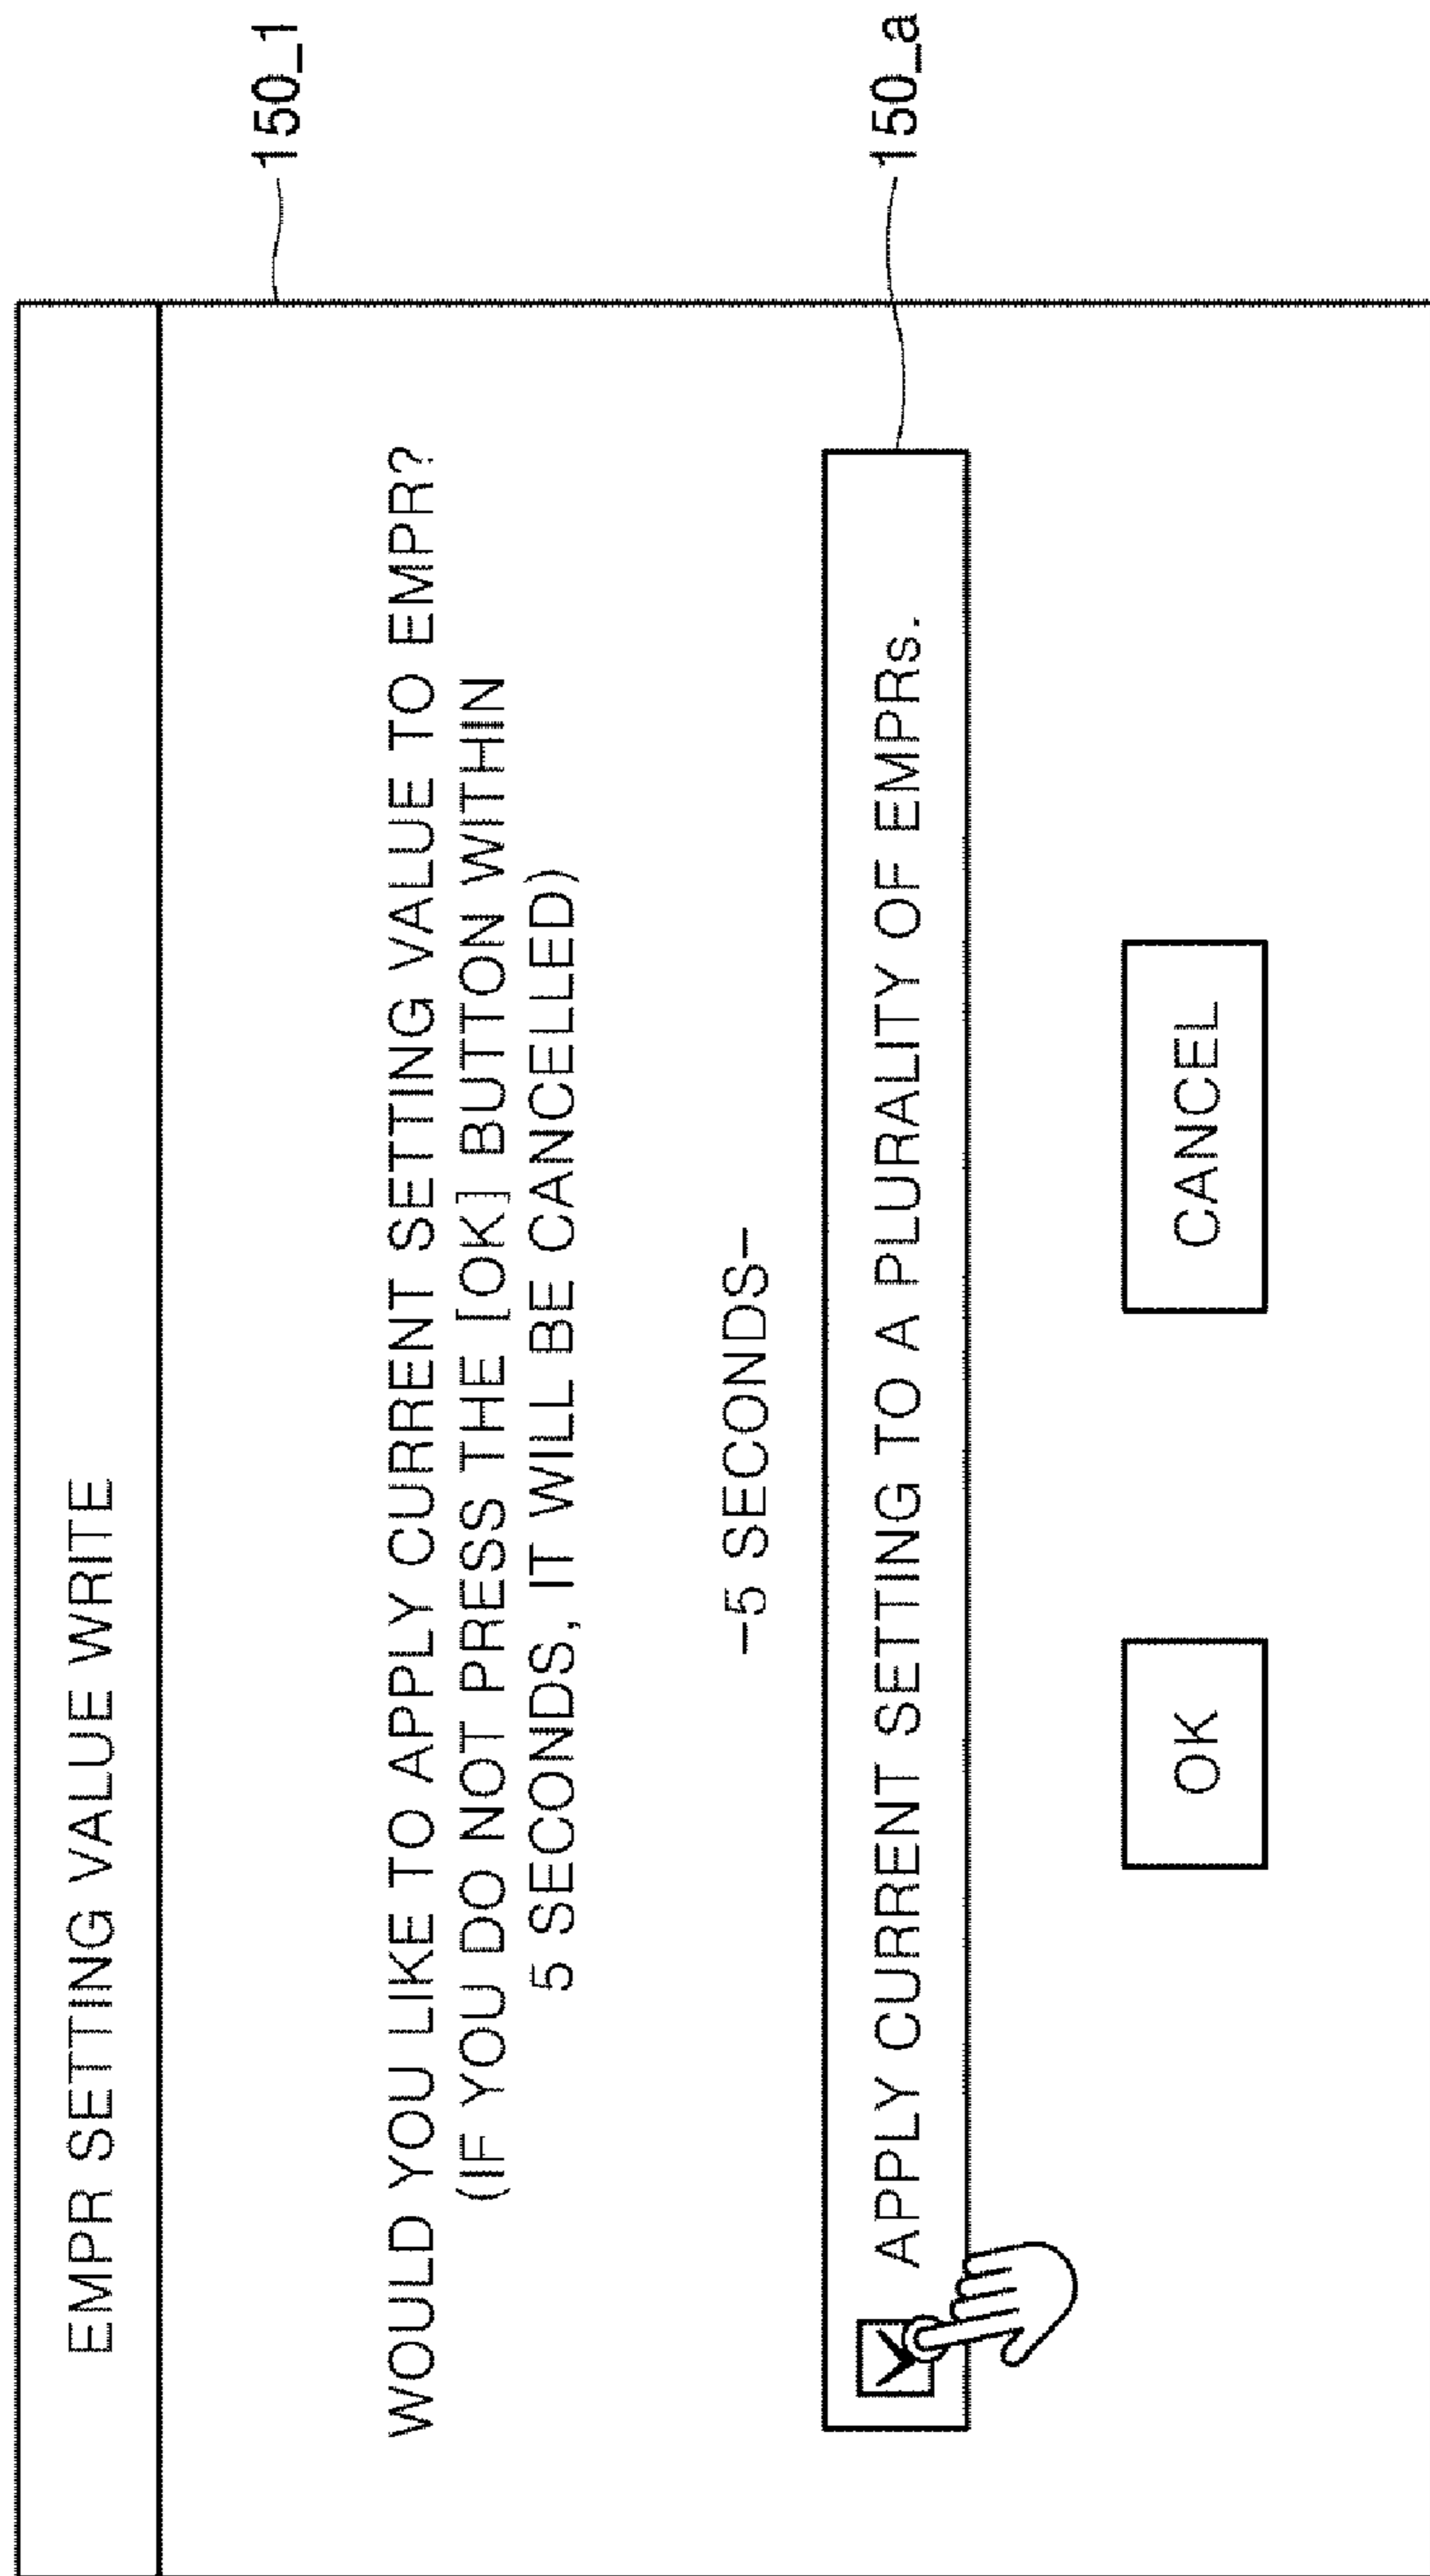 EMPR SETTING VALUE WRITE
150_1
WOULD YOU LIKE TO APPLY CURRENT SETTING VALUE TO EMPR?
(IF YOU DO NOT PRESS THE [OK] BUTTON WITHIN
5 SECONDS, IT WILL BE CANCELLED)
-5 SECONDS-
APPLY CURRENT SETTING TO A PLURALITY OF EMPRs.
150_a
OK
CANCEL